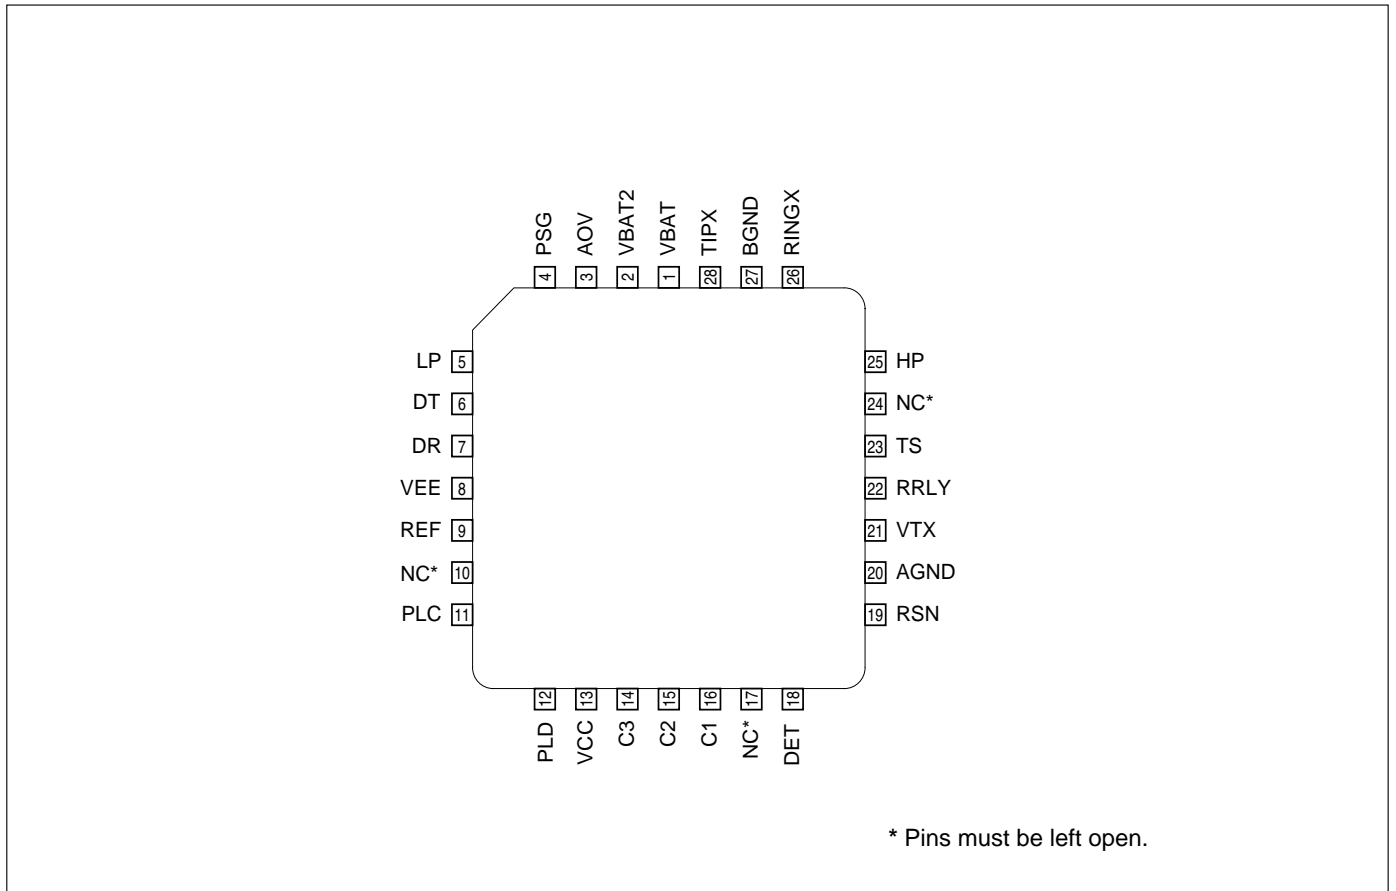 PSG
AOV
VBAT2
VBAT
TIPX
BGND
RINGX
4
3
2
1
28
27
26
LP 5
DT 6
DR 7
VEE 8
REF 9
NC* 10
PLC 11
25 HP
24 NC*
23 TS
22 RRLY
21 VTX
20 AGND
19 RSN
12
13
14
15
16
17
18
PLD
VCC
C3
C2
C1
NC*
DET
* Pins must be left open.